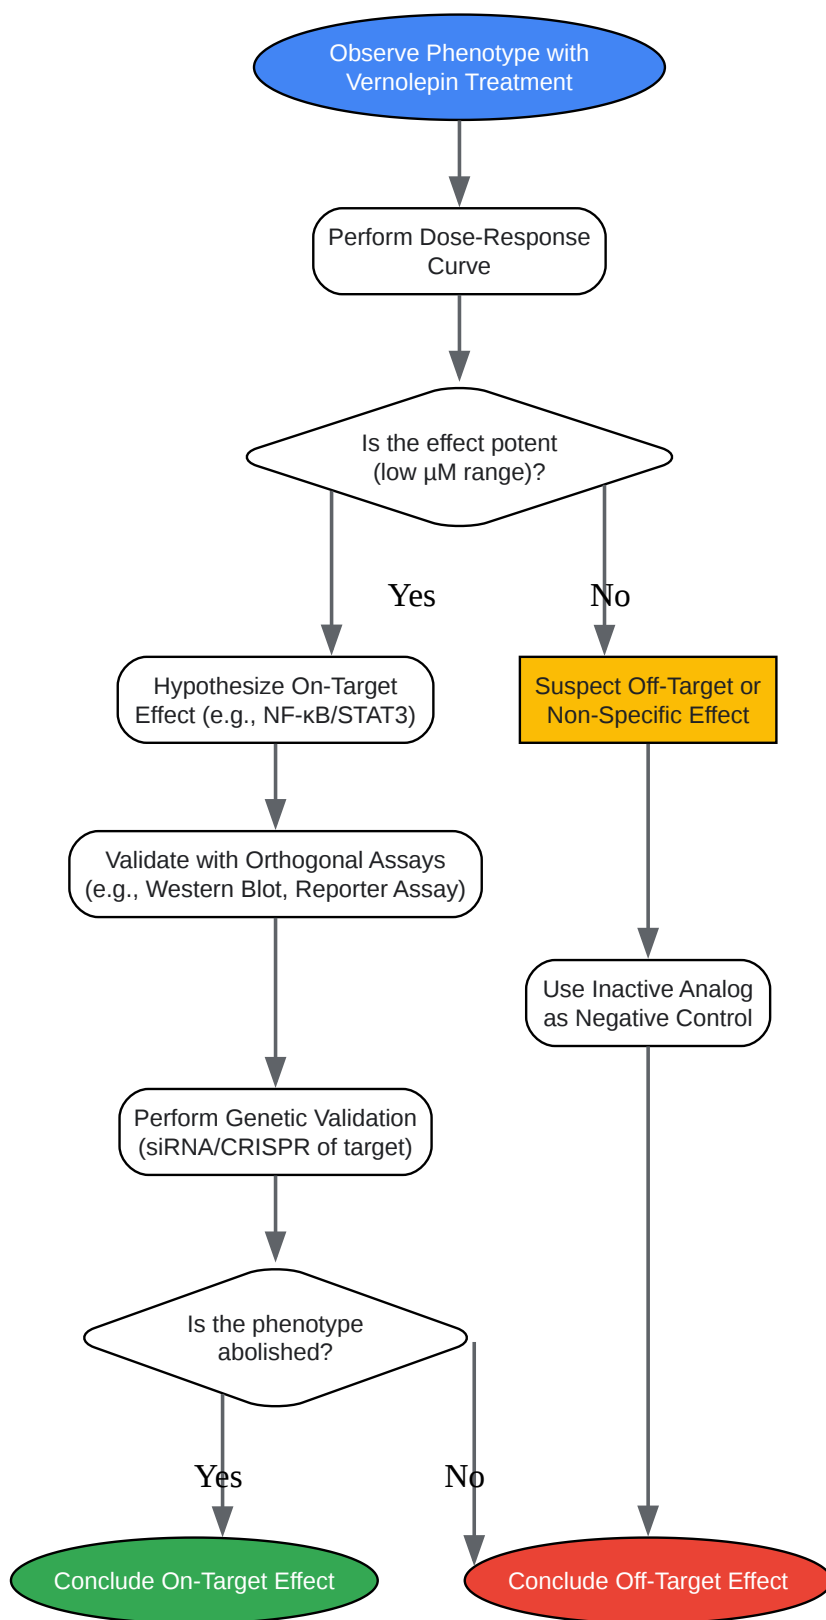 Observe Phenotype with
Vernolepin Treatment
Perform Dose-Response
Curve
Is the effect potent
(low µM range)?
Yes
No
Hypothesize On-Target
Effect (e.g., NF-κB/STAT3)
Suspect Off-Target or
Non-Specific Effect
Validate with Orthogonal Assays
(e.g., Western Blot, Reporter Assay)
Use Inactive Analog
as Negative Control
Perform Genetic Validation
(siRNA/CRISPR of target)
Is the phenotype
abolished?
Yes
No
Conclude On-Target Effect
Conclude Off-Target Effect